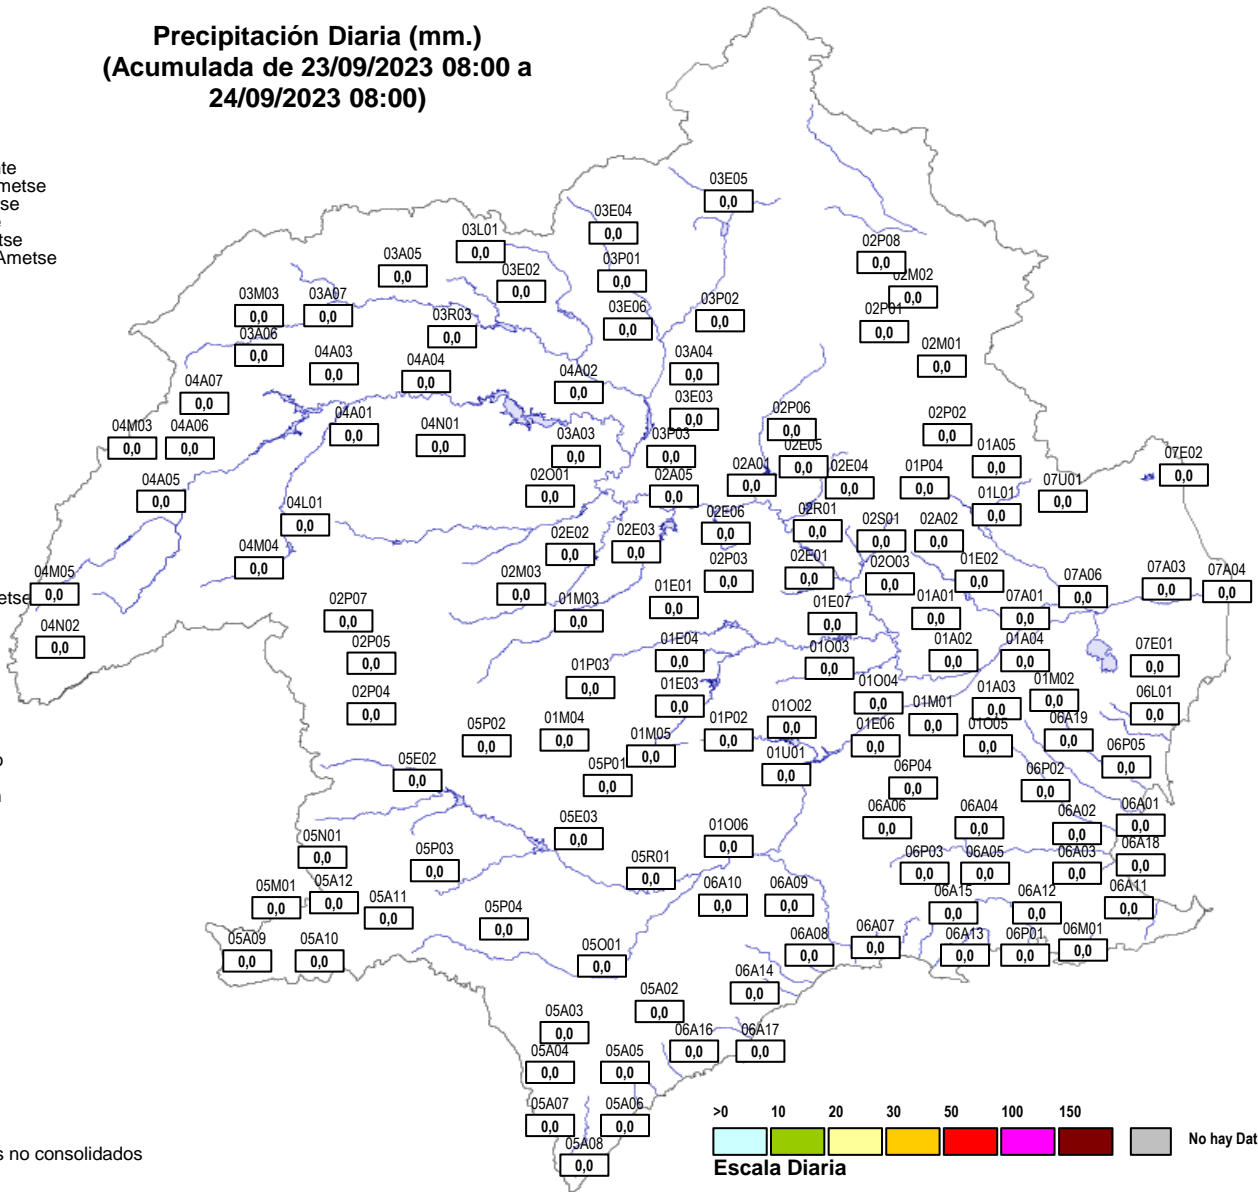 Precipitación Diaria (mm.)
(Acumulada de 23/09/2023 08:00 a
24/09/2023 08:00)
03E05
0,0
03E04
0,0
03L01
0,0
02P08
0,0
03A05
0,0
03P01
0,0
03E02
0,0
02M02
0,0
03M03
0,0
03A07
0,0
03P02
0,0
03E06
0,0
02P01
0,0
03R03
0,0
03A06
0,0
04A03
0,0
04A04
0,0
03A04
0,0
02M01
0,0
04A02
0,0
04A07
0,0
03E03
0,0
02P06
0,0
04A01
0,0
02P02
0,0
04M03
0,0
04A06
0,0
04N01
0,0
03A03
0,0
03P03
0,0
02E05
0,0
01A05
0,0
07E02
0,0
02O01
0,0
02A05
0,0
02A01
0,0
02E04
0,0
01P04
0,0
07U01
0,0
04A05
0,0
01L01
0,0
04L01
0,0
02E06
0,0
02R01
0,0
02S01
0,0
02A02
0,0
02E02
0,0
02E03
0,0
04M04
0,0
02P03
0,0
02E01
0,0
02O03
0,0
01E02
0,0
04M05
0,0
02M03
0,0
07A06
0,0
07A03
0,0
07A04
0,0
02P07
0,0
01M03
0,0
01E01
0,0
01E07
0,0
01A01
0,0
07A01
0,0
04N02
0,0
02P05
0,0
01E04
0,0
01O03
0,0
01A02
0,0
01A04
0,0
07E01
0,0
01P03
0,0
01E03
0,0
01O04
0,0
01A03
0,0
01M02
0,0
06L01
0,0
02P04
0,0
01M01
0,0
05P02
0,0
01M04
0,0
01M05
0,0
01P02
0,0
01O02
0,0
01E06
0,0
01O05
0,0
06A19
0,0
06P05
0,0
05E02
0,0
05P01
0,0
01U01
0,0
06P04
0,0
06P02
0,0
05E03
0,0
01O06
0,0
06A06
0,0
06A04
0,0
06A02
0,0
06A01
0,0
05N01
0,0
05P03
0,0
05R01
0,0
06P03
0,0
06A05
0,0
06A03
0,0
06A18
0,0
05M01
0,0
05A12
0,0
05A11
0,0
06A10
0,0
06A09
0,0
06A15
0,0
06A12
0,0
06A11
0,0
05P04
0,0
05A09
0,0
05A10
0,0
05O01
0,0
06A08
0,0
06A07
0,0
06A13
0,0
06P01
0,0
06M01
0,0
06A14
0,0
05A02
0,0
05A03
0,0
06A16
0,0
06A17
0,0
05A04
0,0
05A05
0,0
05A07
0,0
05A06
0,0
05A08
0,0
s no consolidados
>0 10 20 30 50 100 150
No hay Dat
Escala Diaria